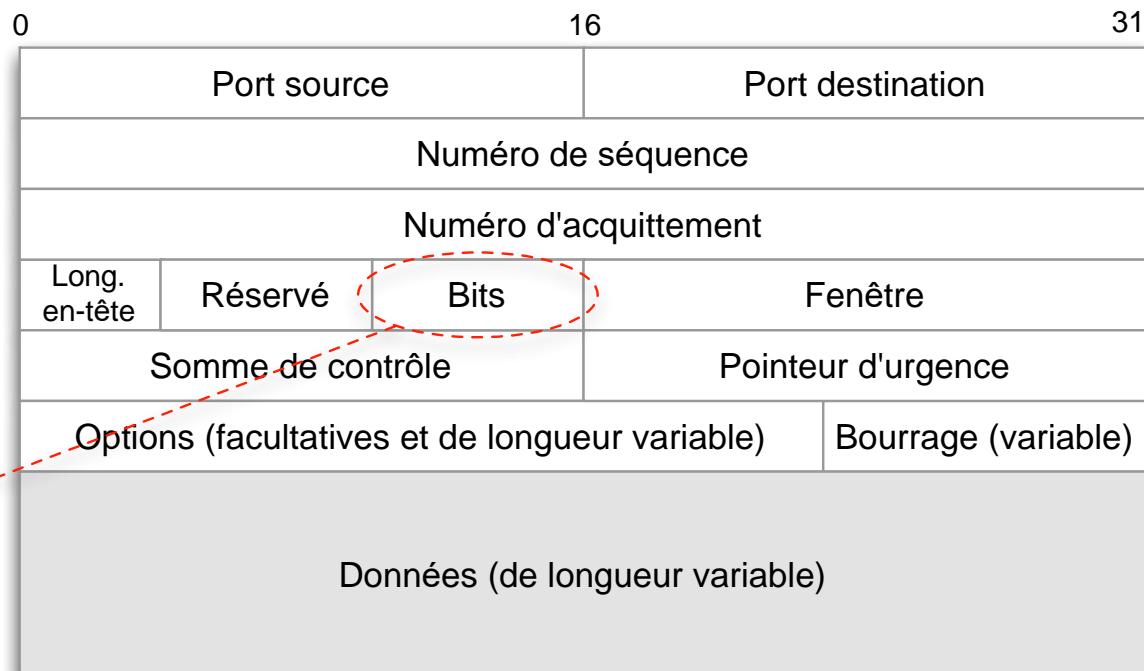 0 16 31
Port source Port destination
Numéro de séquence
Numéro d'acquittement
Long.
en-tête Réservé Bits Fenêtre
Somme de contrôle Pointeur d'urgence
Options (facultatives et de longueur variable) Bourrage (variable)
Données (de longueur variable)